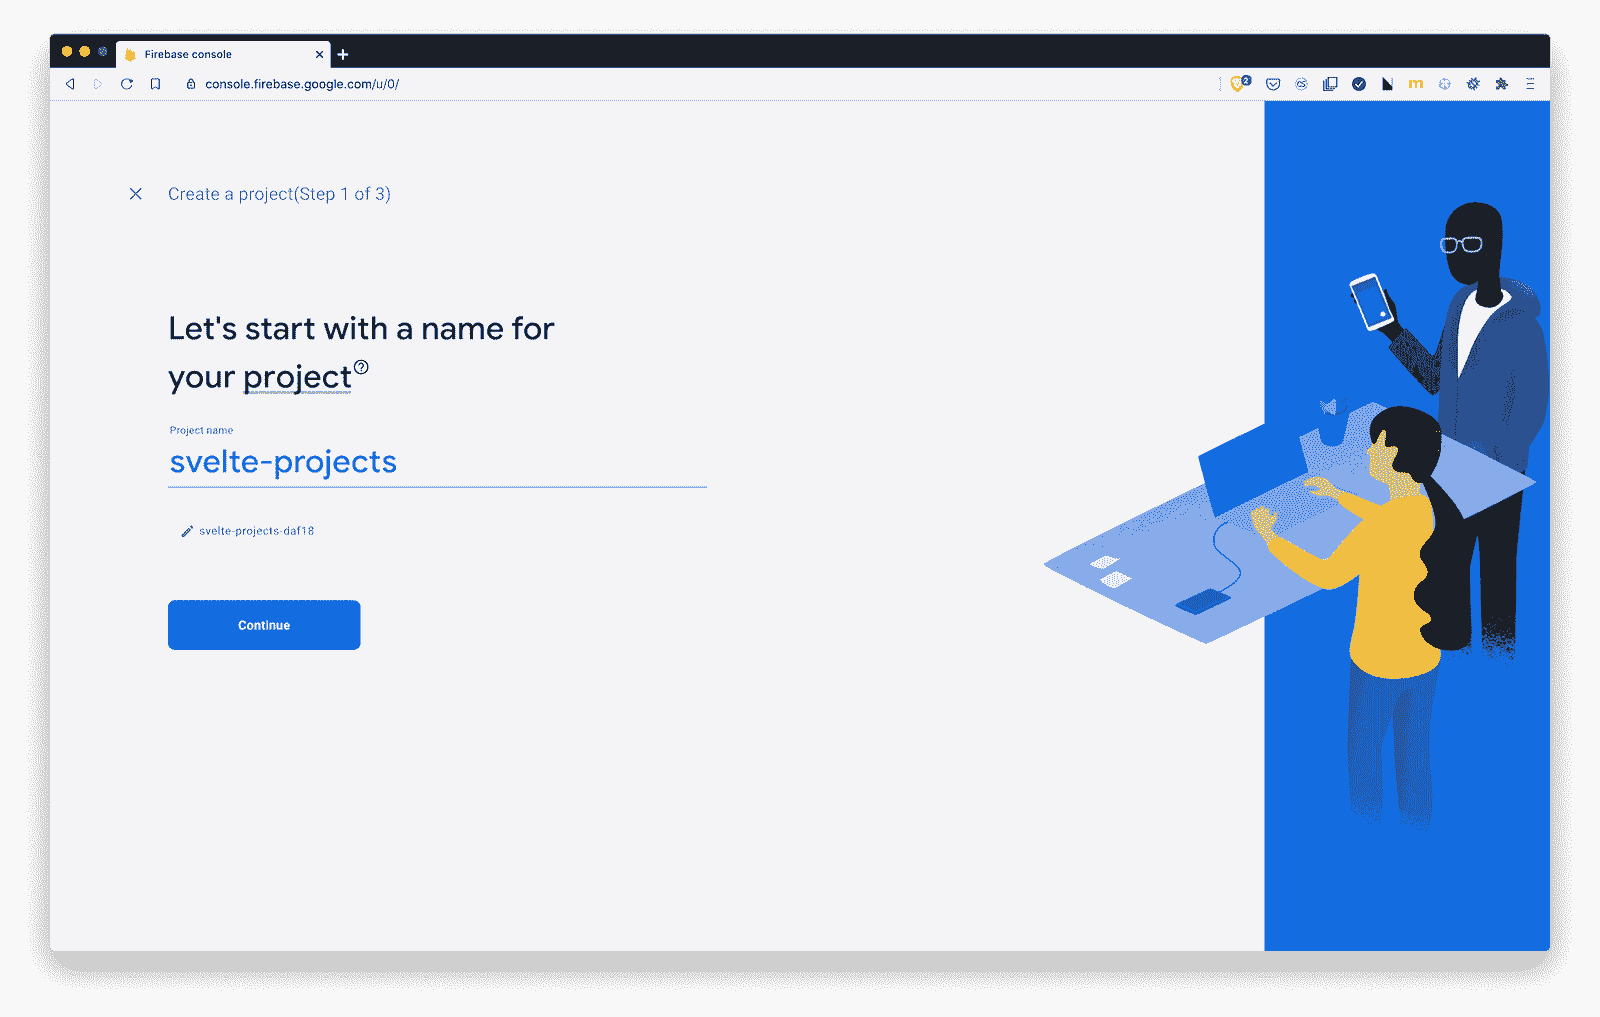 Firebase console
console.firebase.google.com/u/0/
2
Create a project(Step 1 of 3)
Let's start with a name for
your project
Project name
svelte-projects
svelte-projects-daf18
Continue